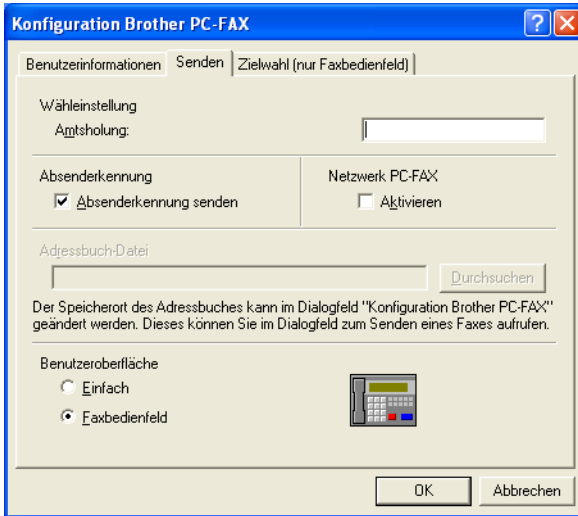 Konfiguration Brother PC-FAX
Benutzerinformationen Senden Zielwahl (nur Faxbedienfeld)
Wähleinstellung
Amtsholung:
Absenderkennung Netzwerk PC-FAX
Absenderkennung senden Aktivieren
Adressbuch-Datei
Durchsuchen
Der Speicherort des Adressbuches kann im Dialogfeld "Konfiguration Brother PC-FAX"
geändert werden. Dieses können Sie im Dialogfeld zum Senden eines Faxes aufrufen.
Benutzeroberfläche
Einfach
Faxbedienfeld
OK Abbrechen